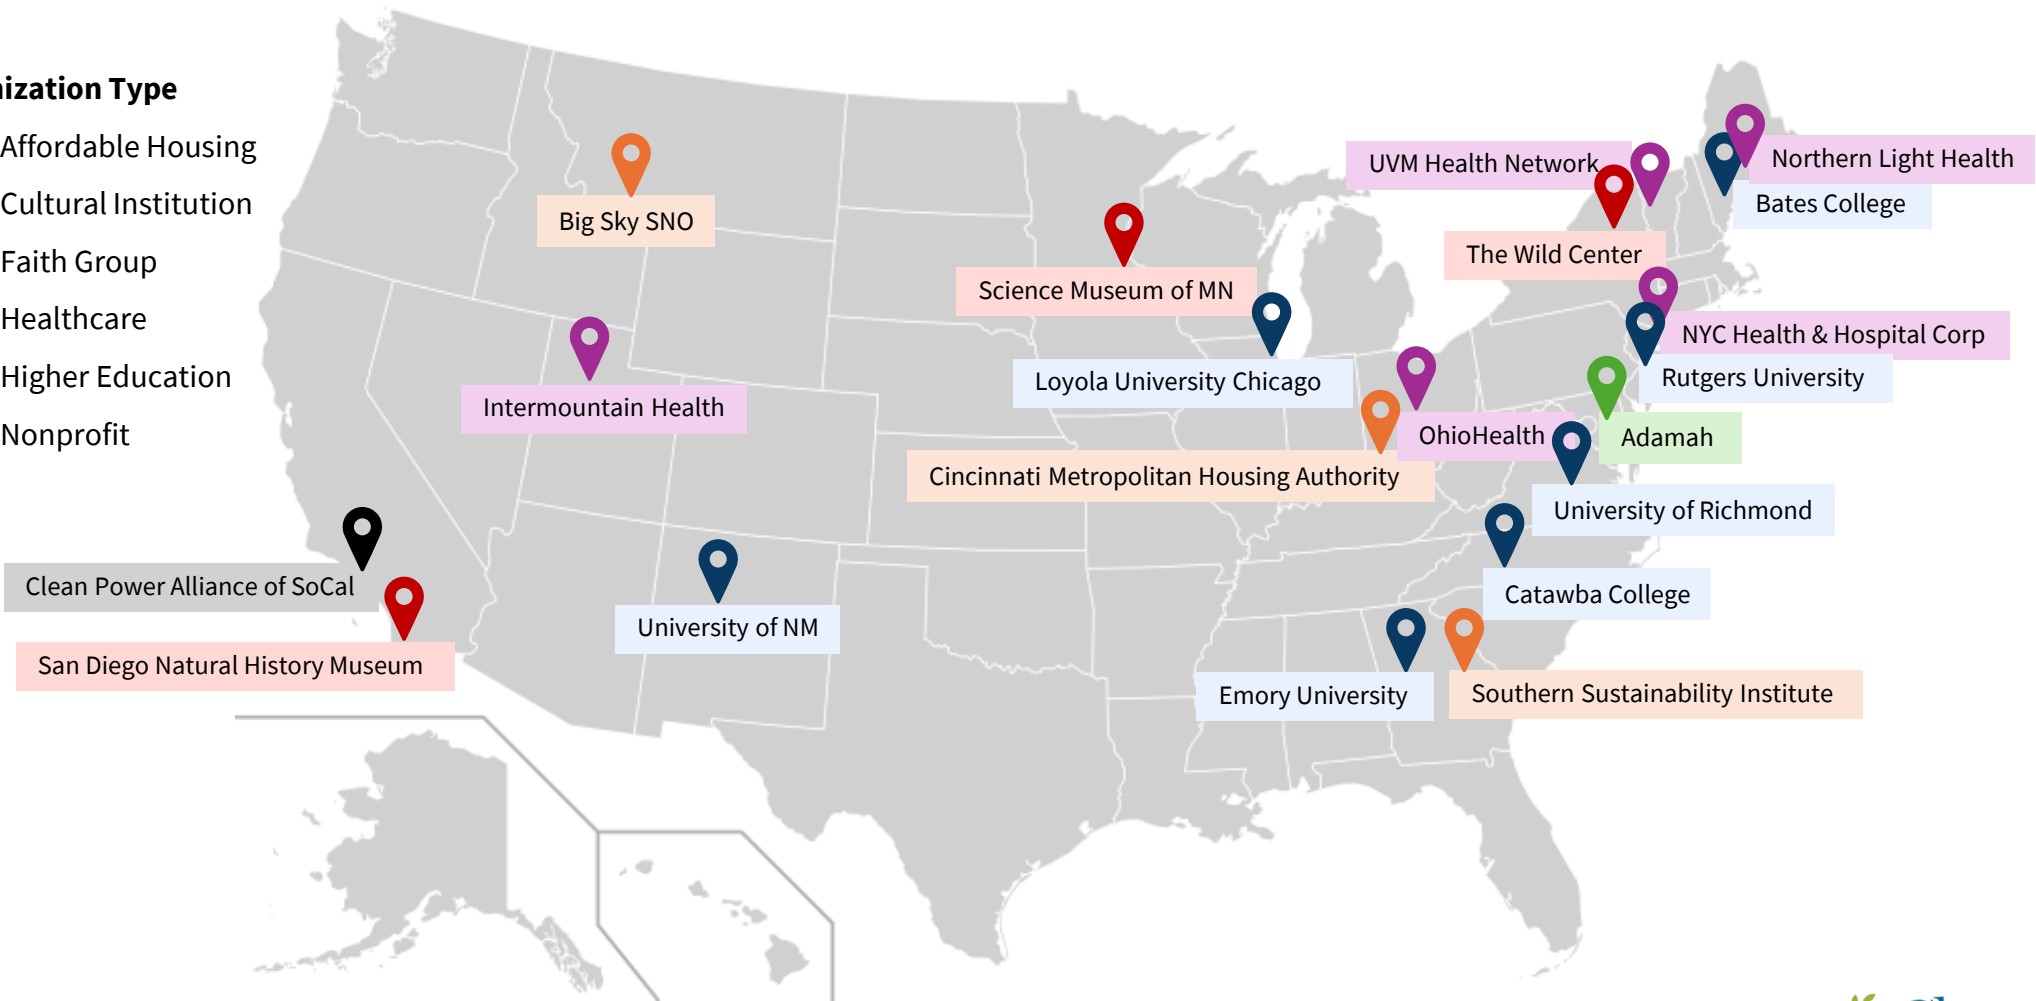 ization Type
Affordable Housing
Cultural Institution
Faith Group
Healthcare
Higher Education
Nonprofit
Big Sky SNO
UVM Health Network
Northern Light Health
Bates College
The Wild Center
Science Museum of MN
NYC Health & Hospital Corp
Loyola University Chicago
Rutgers University
Intermountain Health
OhioHealth
Adamah
Cincinnati Metropolitan Housing Authority
University of Richmond
Clean Power Alliance of SoCal
Catawba College
University of NM
San Diego Natural History Museum
Emory University
Southern Sustainability Institute